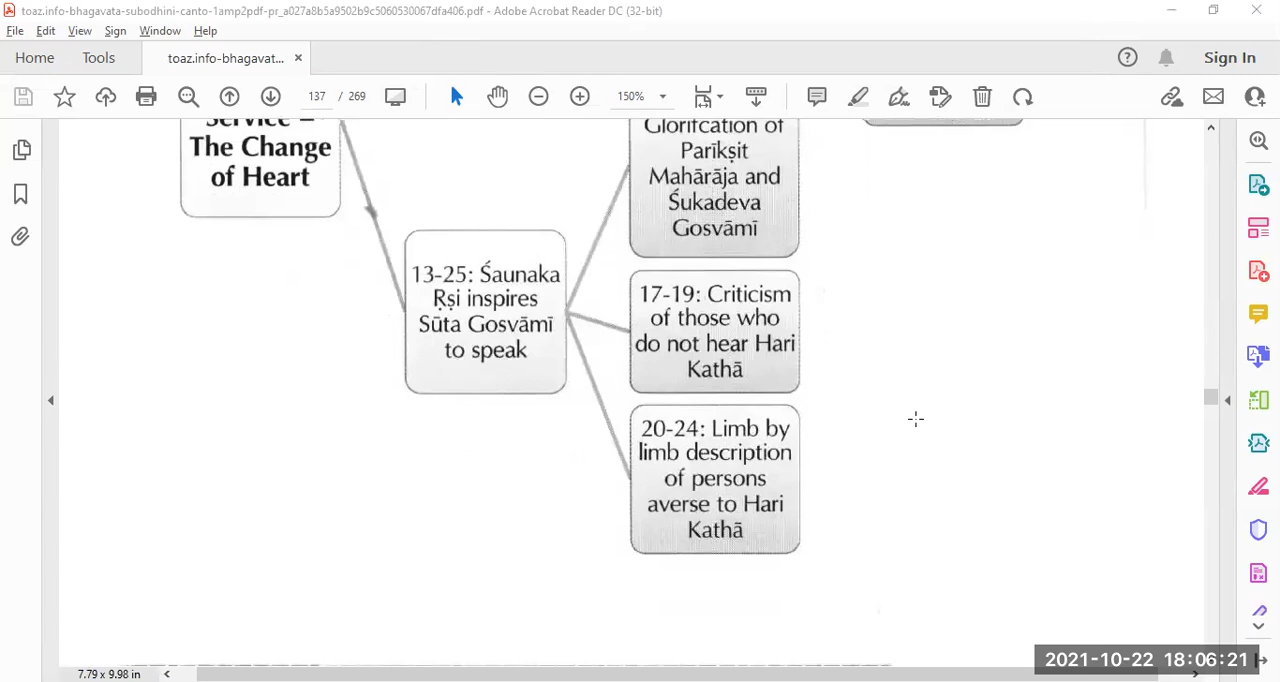 toaz.info-bhagavata-subodhini-canto-1amp2pdf-pr_a027a8b5a9502b9c5060530067dfa406.pdf - Adobe Acrobat Reader DC (32-bit)
File Edit View Sign Window Help
Home Tools toaz.info-bhagavat... × Sign In
137 / 269 150%
Service –
The Change
of Heart
Glorifcation of
Parīkṣit
Mahārāja and
Śukadeva
Gosvāmī
13-25: Śaunaka
Ṛṣi inspires
Sūta Gosvāmī
to speak
17-19: Criticism
of those who
do not hear Hari
Kathā
20-24: Limb by
limb description
of persons
averse to Hari
Kathā
7.79 x 9.98 in
2021-10-22 18:06:21